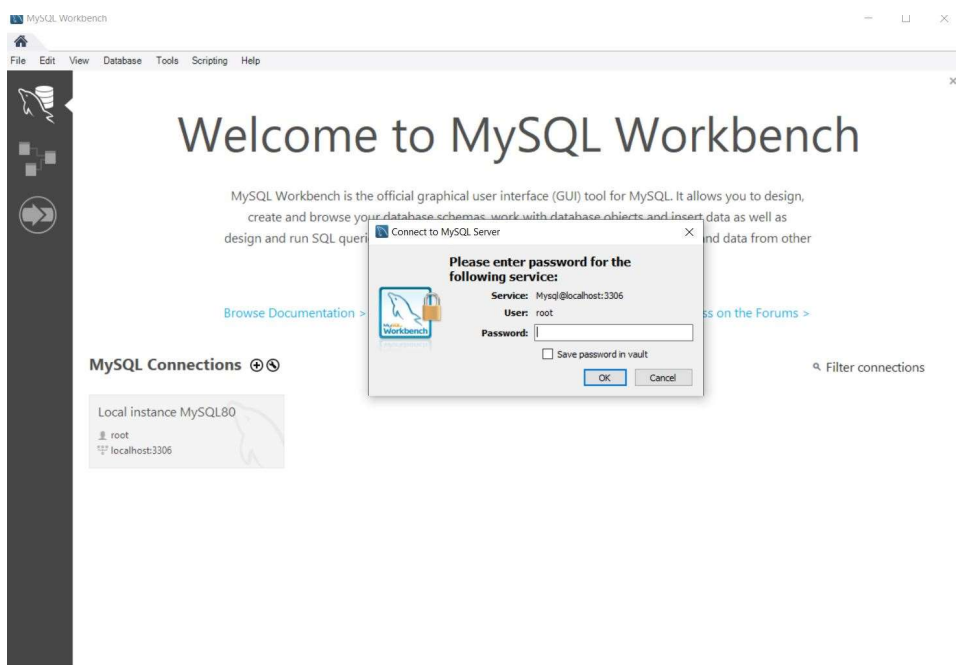 MySQL Workbench
File Edit View Database Tools Scripting Help
Welcome to MySQL Workbench
MySQL Workbench is the official graphical user interface (GUI) tool for MySQL. It allows you to design,
create and browse your database schemas, work with database objects and insert data as well as
design and run SQL queri
nd data from other
Browse Documentation >
ss on the Forums >
Connect to MySQL Server
Please enter password for the
following service:
Service: Mysql@localhost:3306
User: root
Password:
Save password in vault
OK Cancel
MySQL Workbench
MySQL Connections
Filter connections
Local instance MySQL80
root
localhost:3306